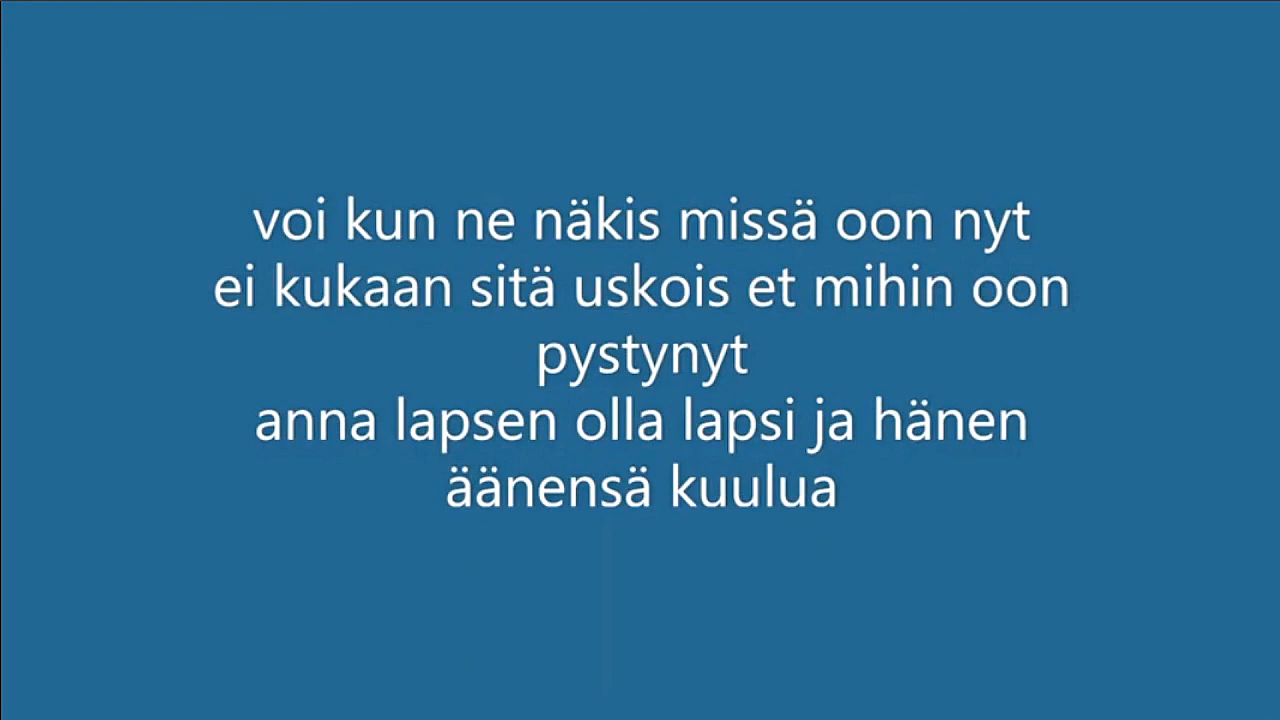 voi kun ne näkis missä oon nyt
ei kukaan sitä uskois et mihin oon
pystynyt
anna lapsen olla lapsi ja hänen
äänensä kuulua